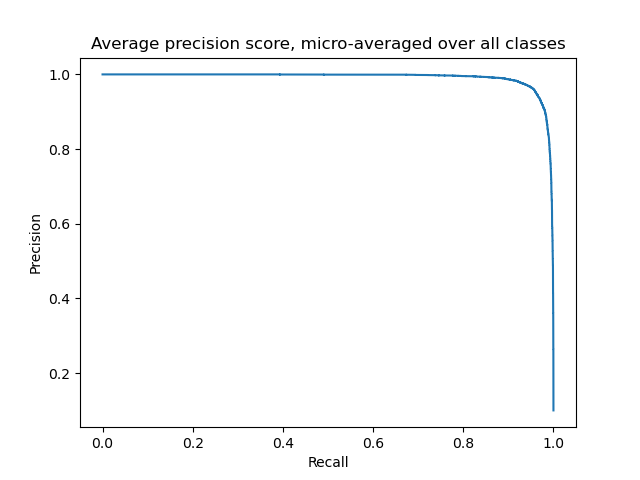 Average precision score, micro-averaged over all classes
1.0
0.8
0.6
0.4
0.2
Precision
0.0 0.2 0.4 0.6 0.8 1.0
Recall